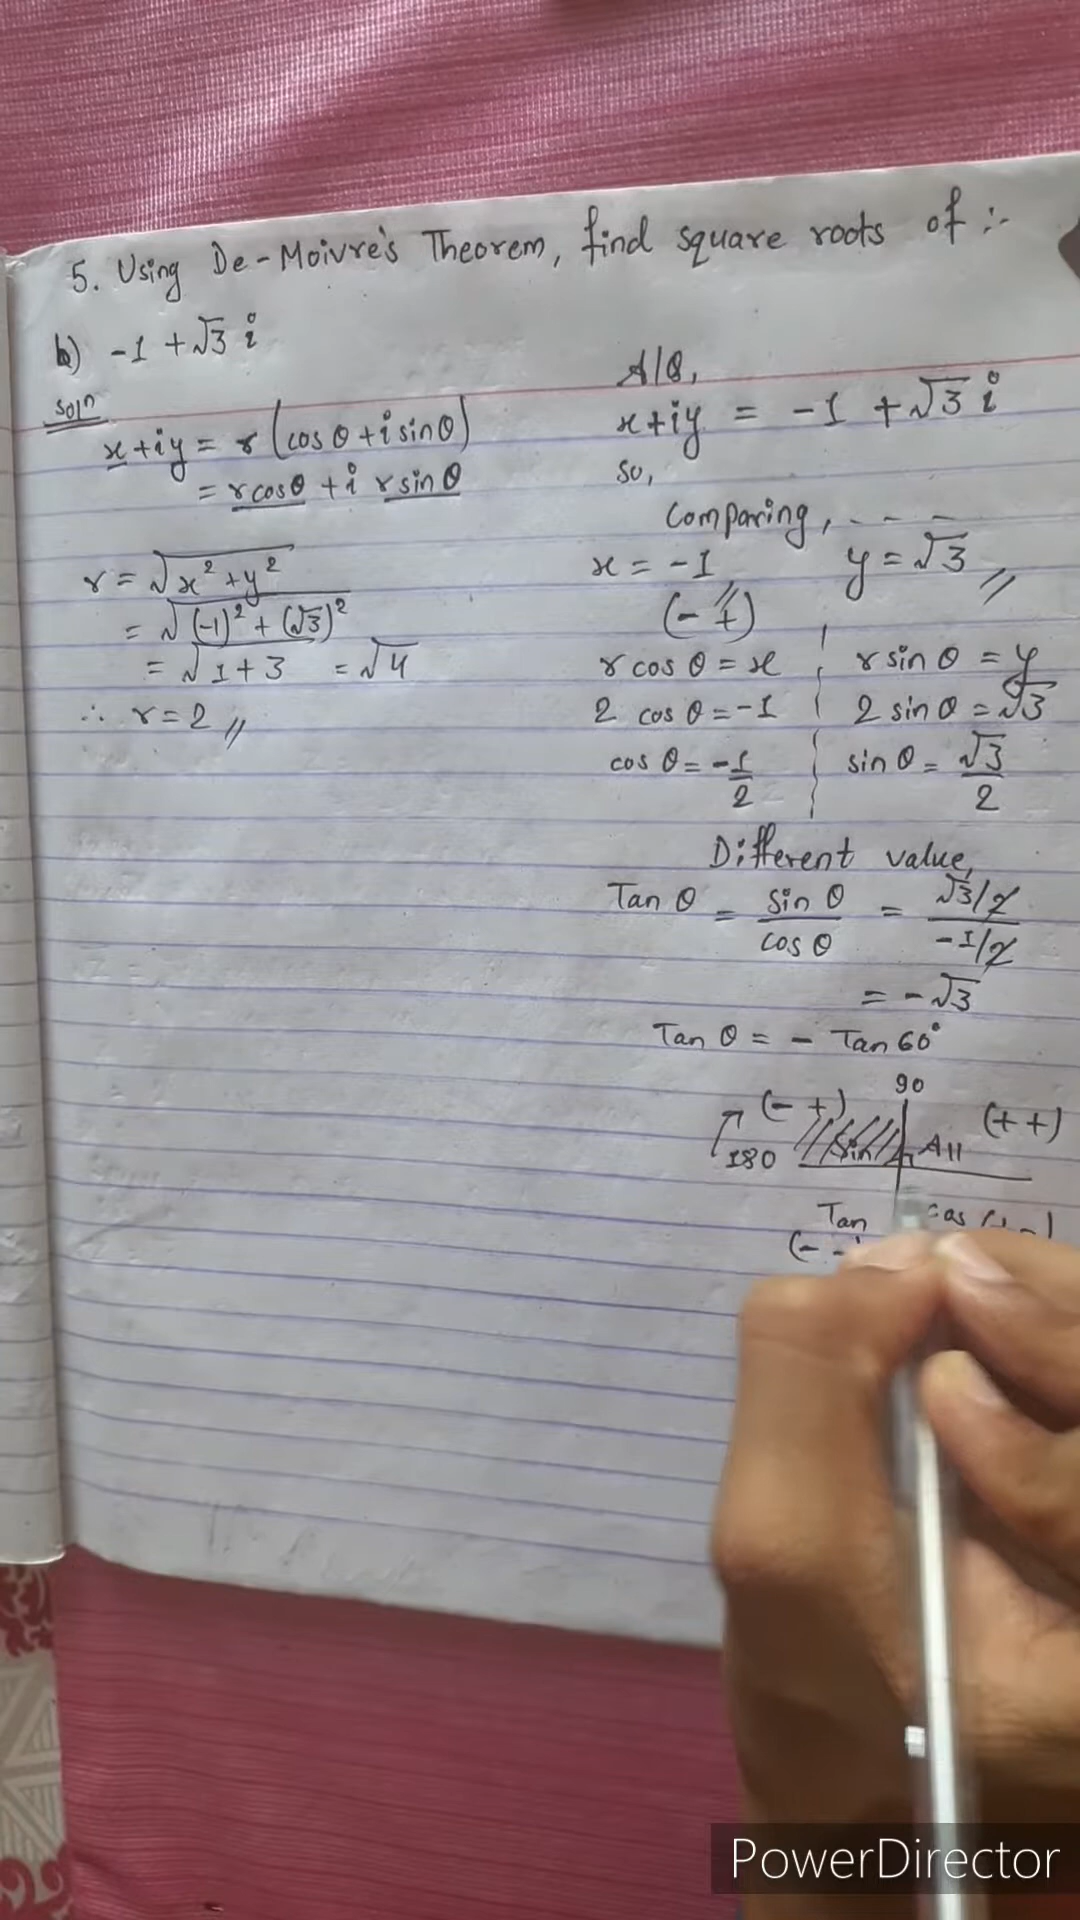 5. Using De-Moivre's Theorem, find square roots of :-
b) -1 + √3 i
Soln
x+iy = r (cos θ + i sin θ)
= r cos θ + i r sin θ
r = √x² + y²
= √(-1)² + (√3)²
= √1+3 = √4
∴ r = 2 //
A/Q,
x+iy = -1 + √3 i
so,
Comparing, - - -
x = -1 // y = √3 //
(- +)
r cos θ = x r sin θ = y
2 cos θ = -1 2 sin θ = √3
cos θ = -1/2 sin θ = √3/2
Different value,
Tan θ = sin θ/cos θ = √3/2/-1/2
= -√3
Tan θ = - Tan 60°
90
(- +) (+ +)
180 Sin All
Tan cos